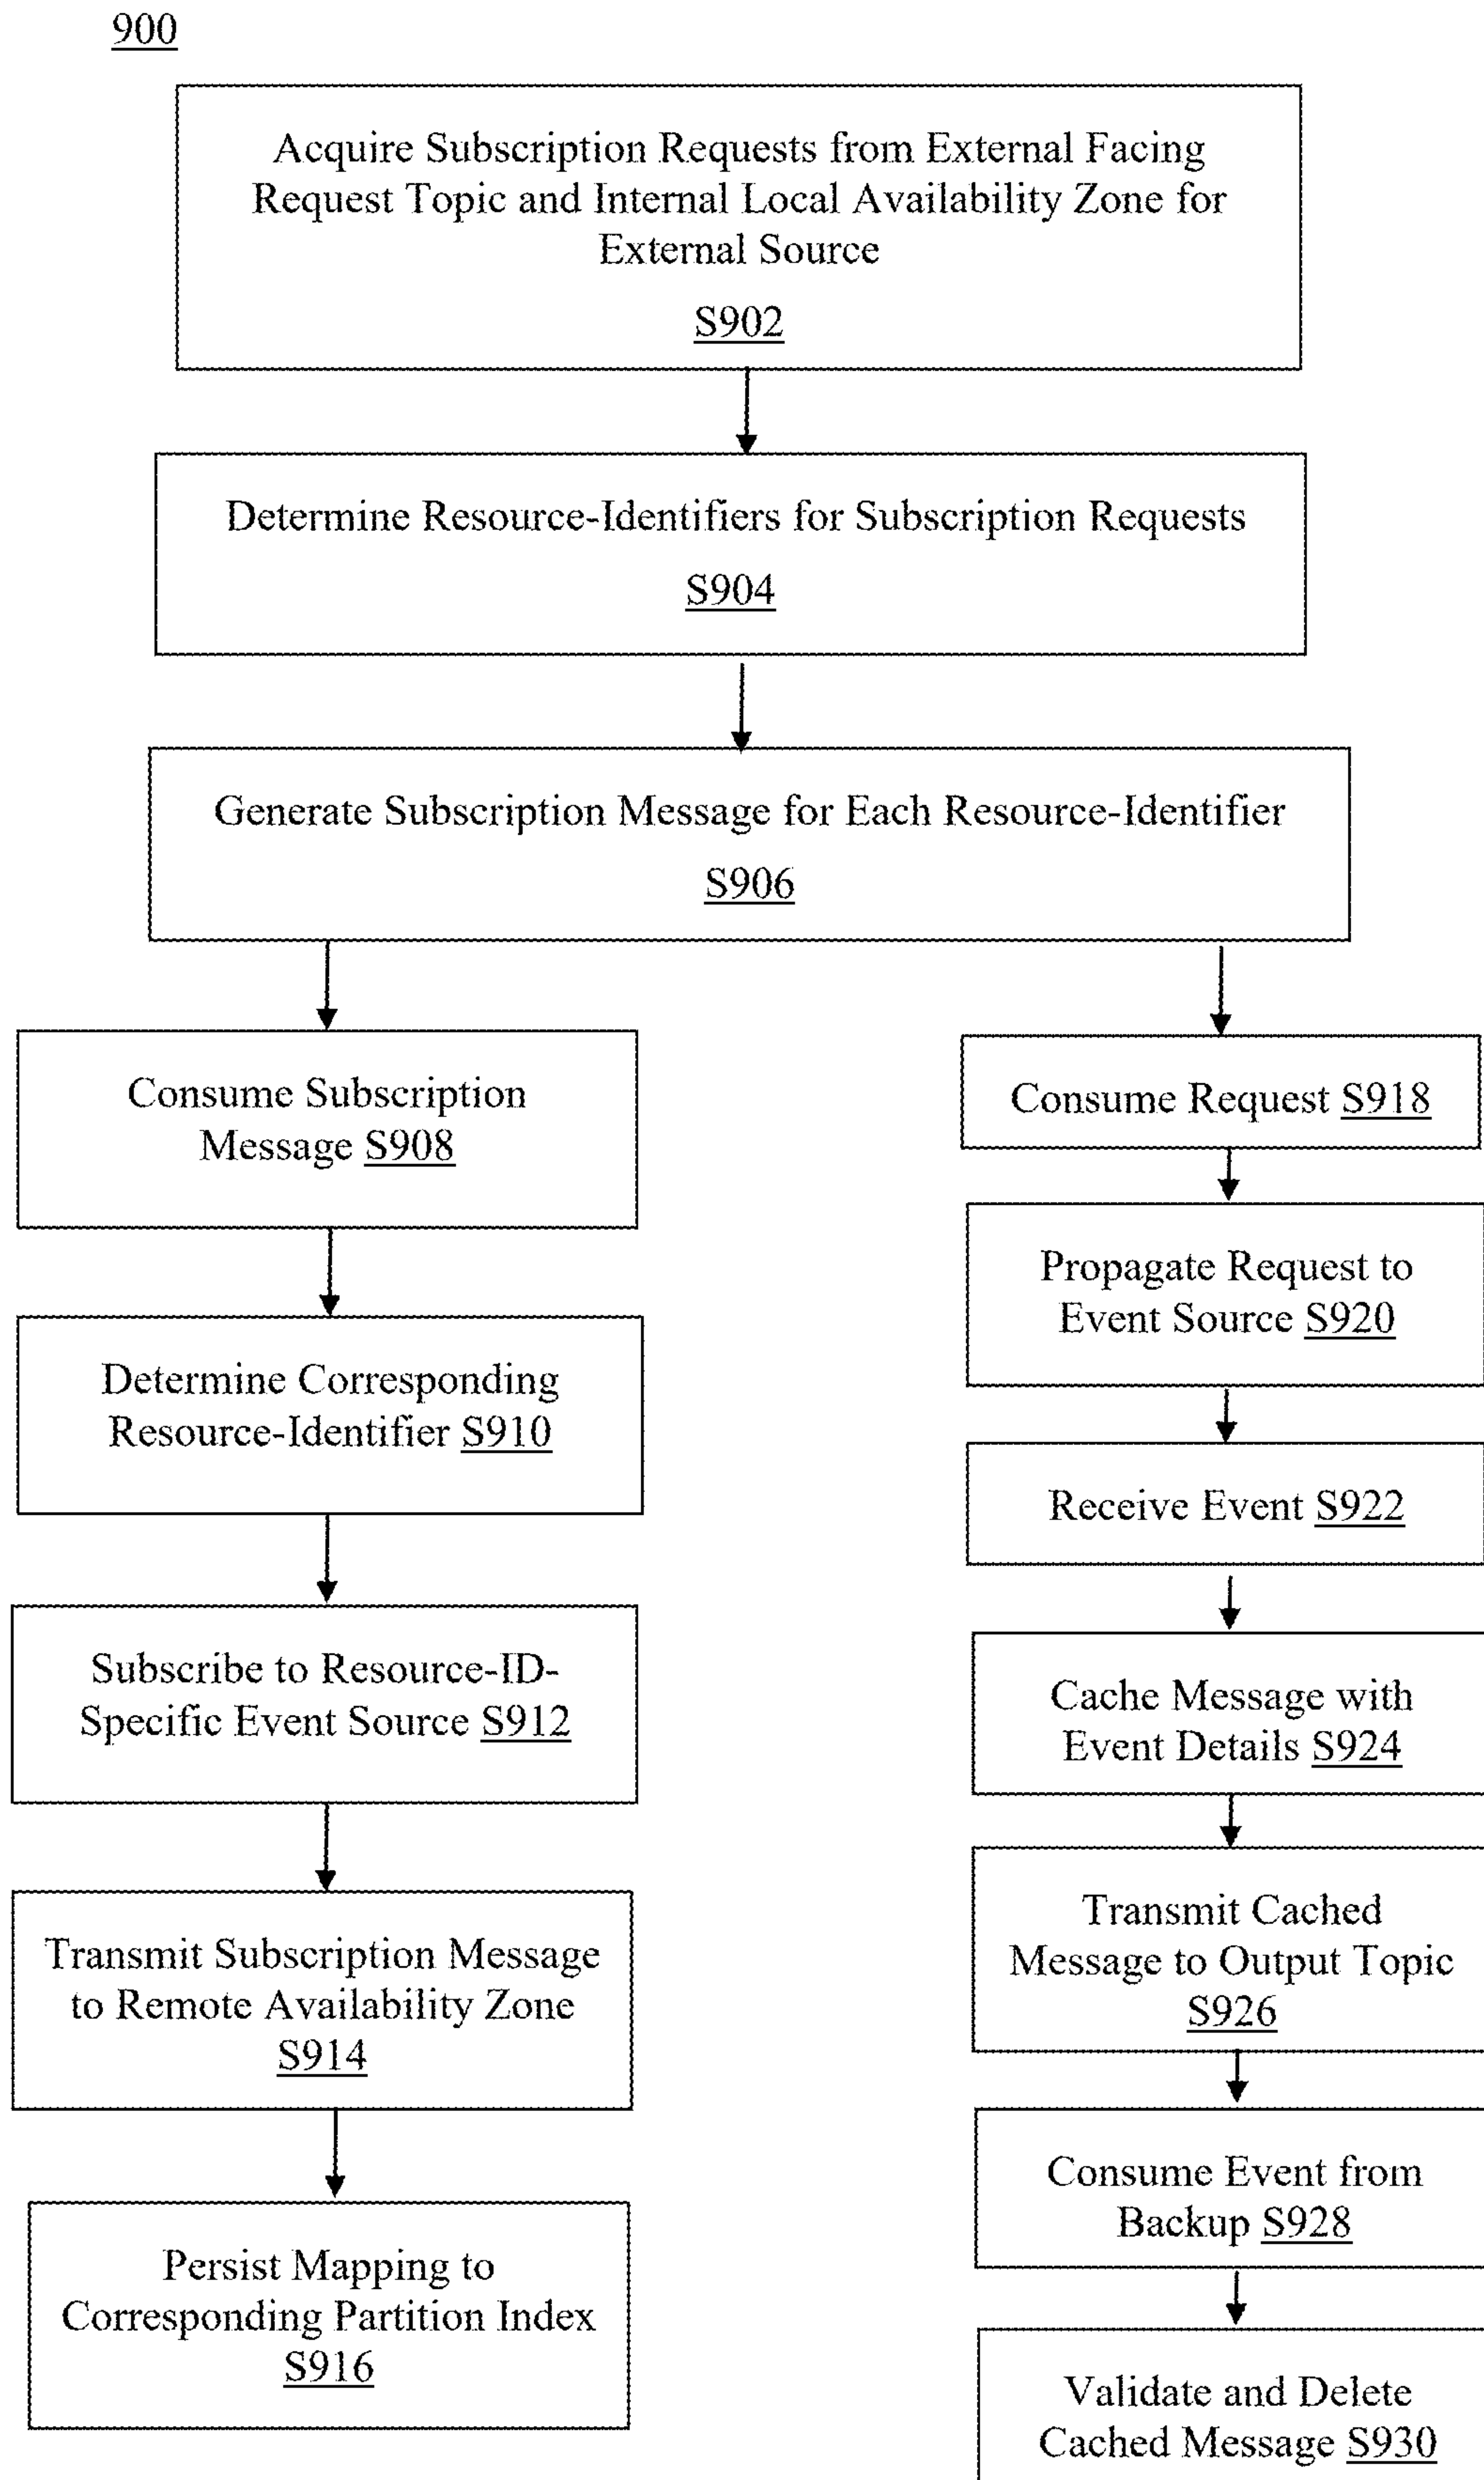 900
Acquire Subscription Requests from External Facing
Request Topic and Internal Local Availability Zone for
External Source
S902
Determine Resource-Identifiers for Subscription Requests
S904
Generate Subscription Message for Each Resource-Identifier
S906
Consume Subscription
Message S908
Determine Corresponding
Resource-Identifier S910
Subscribe to Resource-ID-
Specific Event Source S912
Transmit Subscription Message
to Remote Availability Zone
S914
Persist Mapping to
Corresponding Partition Index
S916
Consume Request S918
Propagate Request to
Event Source S920
Receive Event S922
Cache Message with
Event Details S924
Transmit Cached
Message to Output Topic
S926
Consume Event from
Backup S928
Validate and Delete
Cached Message S930